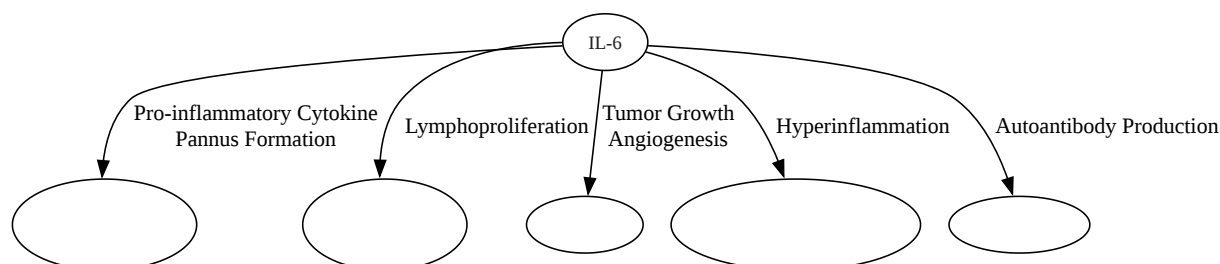 IL-6
Pro-inflammatory Cytokine
Pannus Formation
Lymphoproliferation
Tumor Growth
Angiogenesis
Hyperinflammation
Autoantibody Production